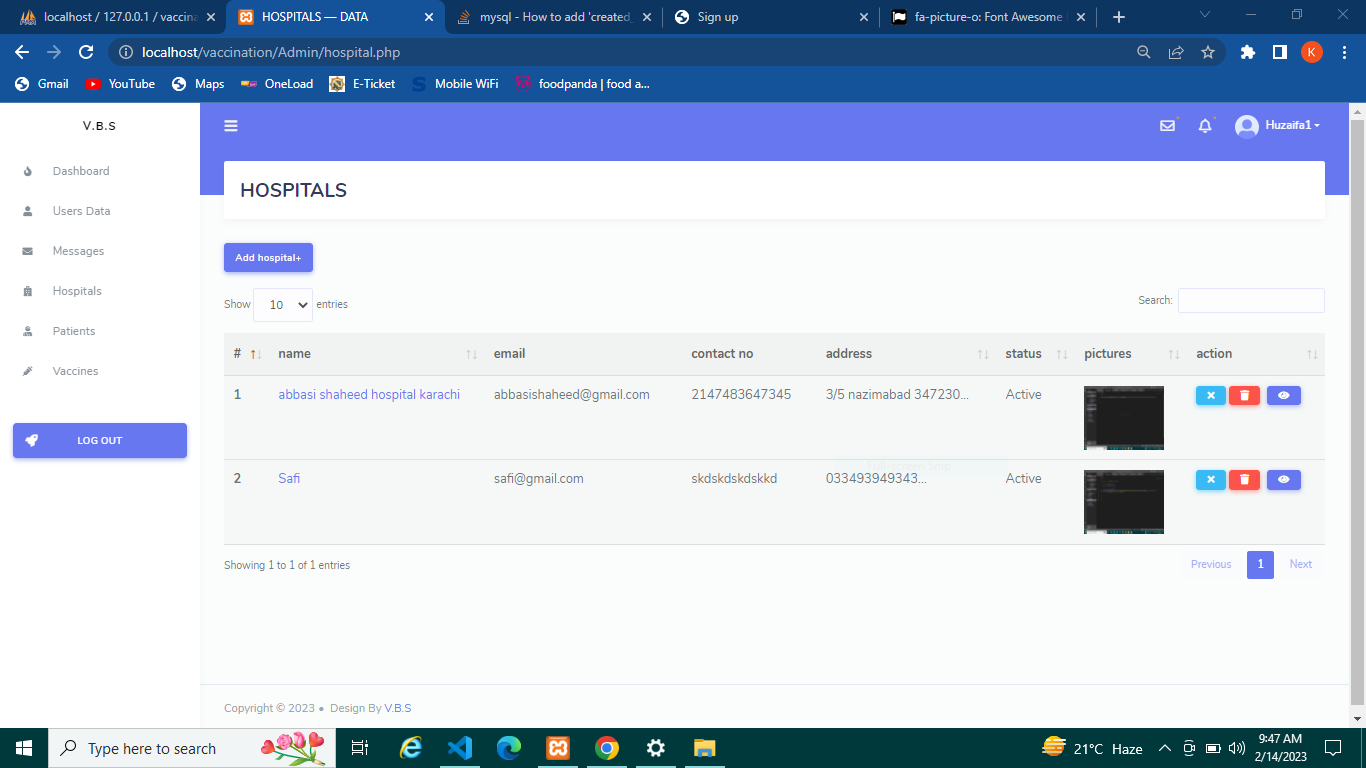 localhost / 127.0.0.1 / vaccina
HOSPITALS — DATA
mysql - How to add 'created_
Sign up
fa-picture-o: Font Awesome
localhost/vaccination/Admin/hospital.php
K
Gmail
YouTube
Maps
OneLoad
E-Ticket
Mobile WiFi
foodpanda | food a...
V.B.S
Huzaifa1
Dashboard
Users Data
Messages
Hospitals
Patients
Vaccines
LOG OUT
HOSPITALS
Add hospital+
Show 10 entries
Search:
# name email contact no address status pictures action
1 abbasi shaheed hospital karachi abbasishaheed@gmail.com 2147483647345 3/5 nazimabad 347230... Active
Full-screen Snip
2 Safi safi@gmail.com skdskdskdskkd 033493949343... Active
Showing 1 to 1 of 1 entries
Previous 1 Next
Copyright © 2023 • Design By V.B.S
Type here to search
21°C Haze
9:47 AM
2/14/2023